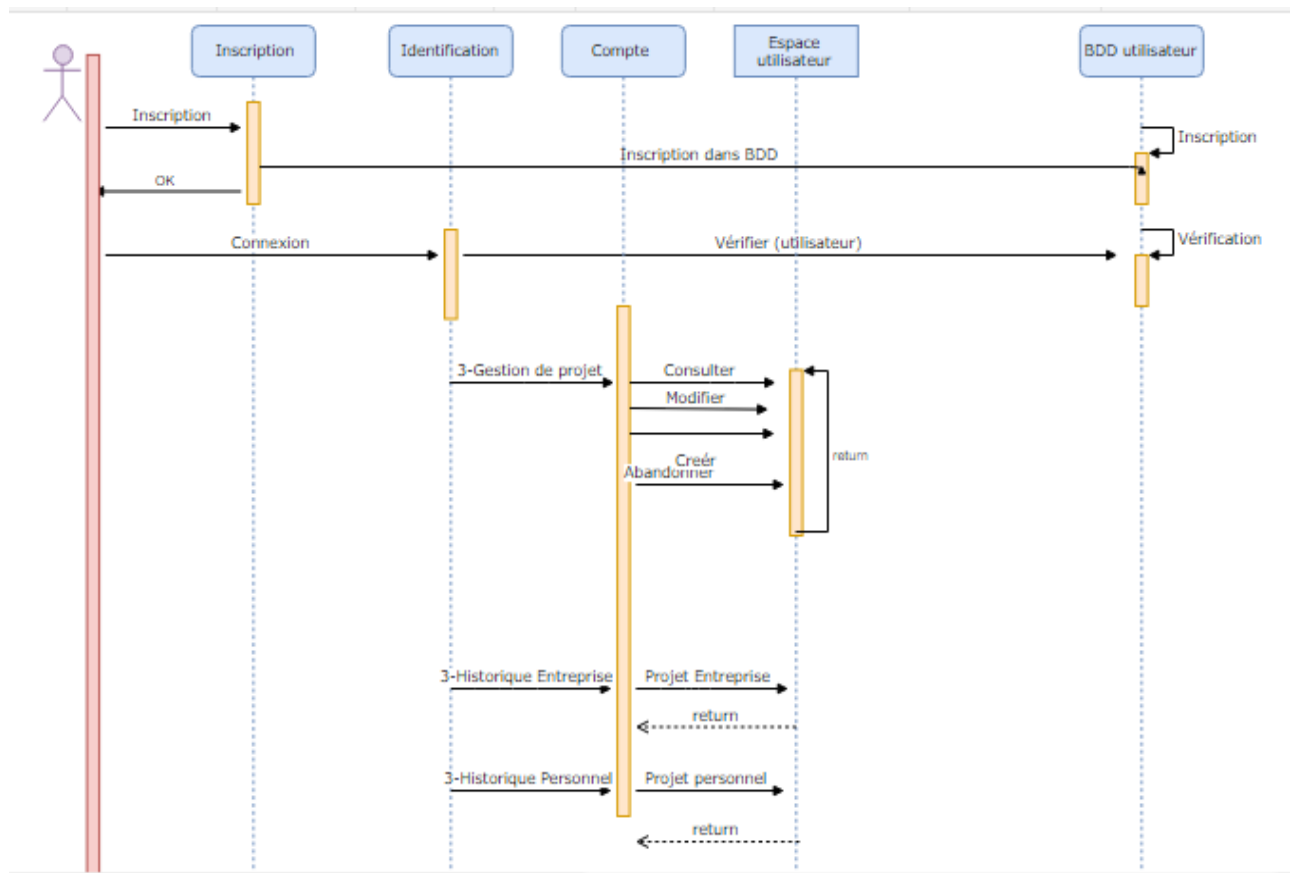 Inscription
Identification
Compte
Espace
utilisateur
BDD utilisateur
Inscription
Inscription
Inscription dans BDD
OK
Connexion
Vérifier (utilisateur)
Vérification
3-Gestion de projet
Consulter
Modifier
Creér
Abandonner
return
3-Historique Entreprise
Projet Entreprise
return
3-Historique Personnel
Projet personnel
return